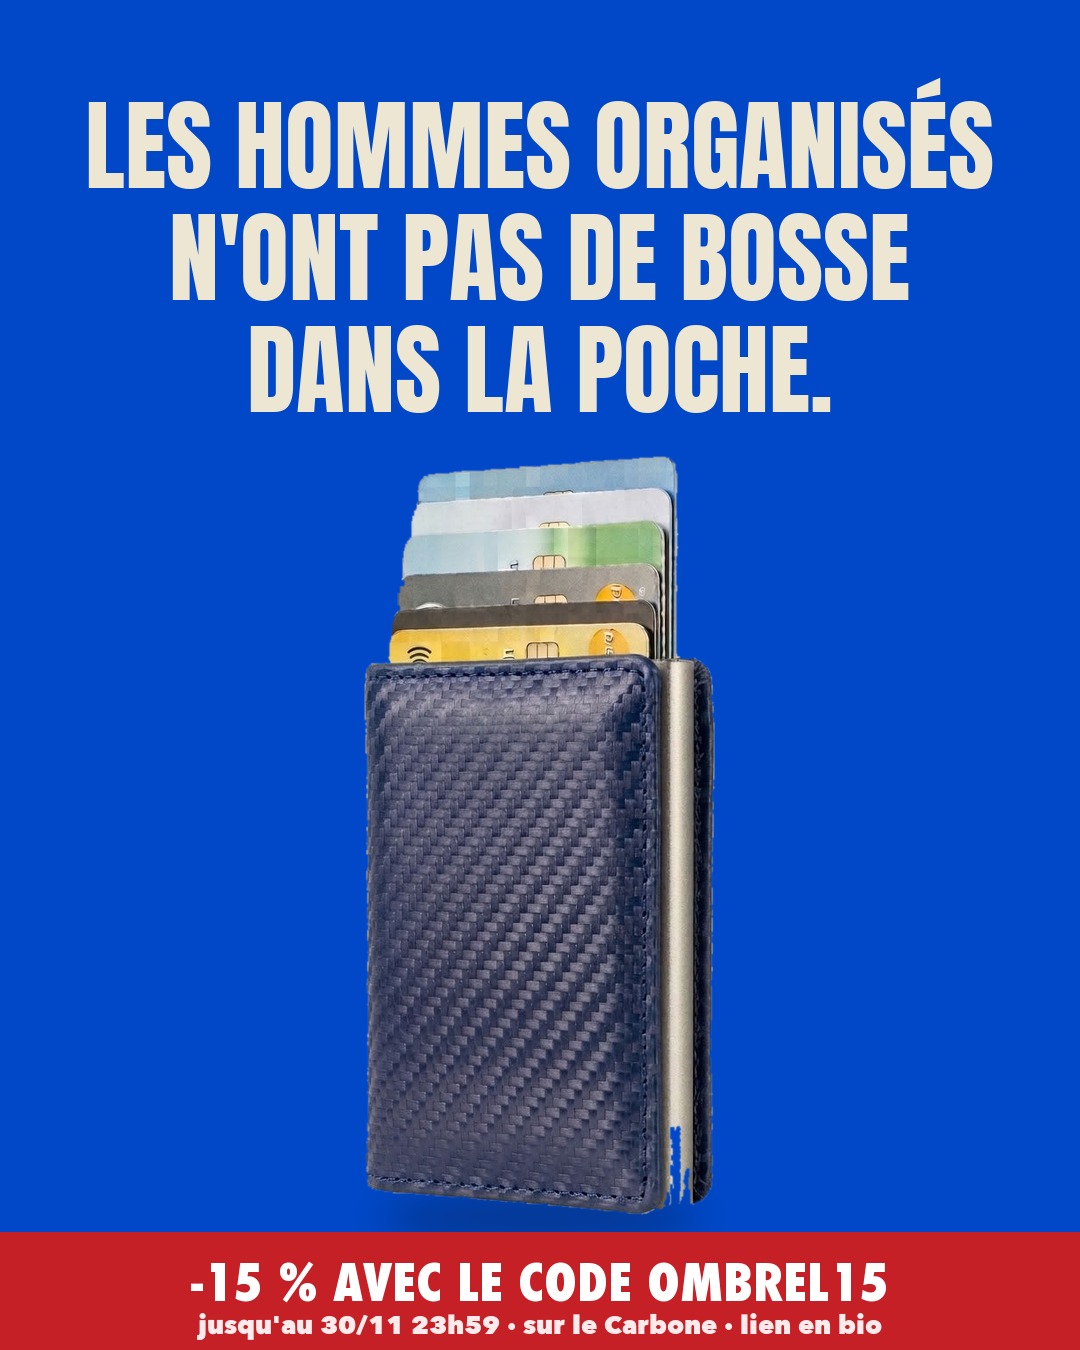 LES HOMMES ORGANISÉS
N'ONT PAS DE BOSSE
DANS LA POCHE.
-15 % AVEC LE CODE OMBREL15
jusqu'au 30/11 23h59 • sur le Carbone • lien en bio